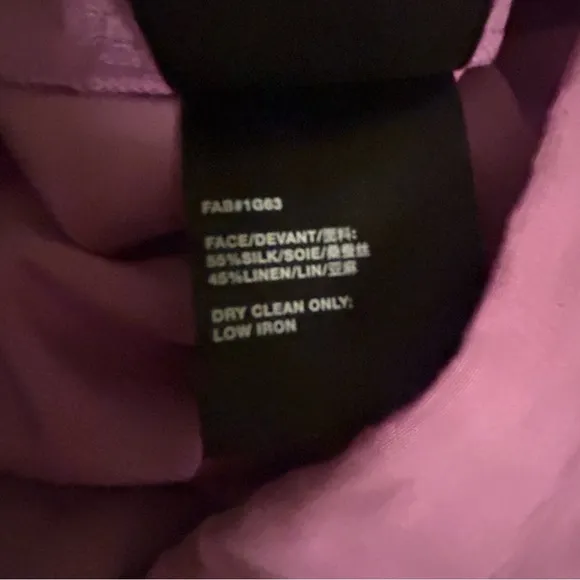 FAB#1G63
FACE/DEVANT/面料:
55%SILK/SOIE/桑蚕丝
45%LINEN/LIN/亚麻
DRY CLEAN ONLY:
LOW IRON